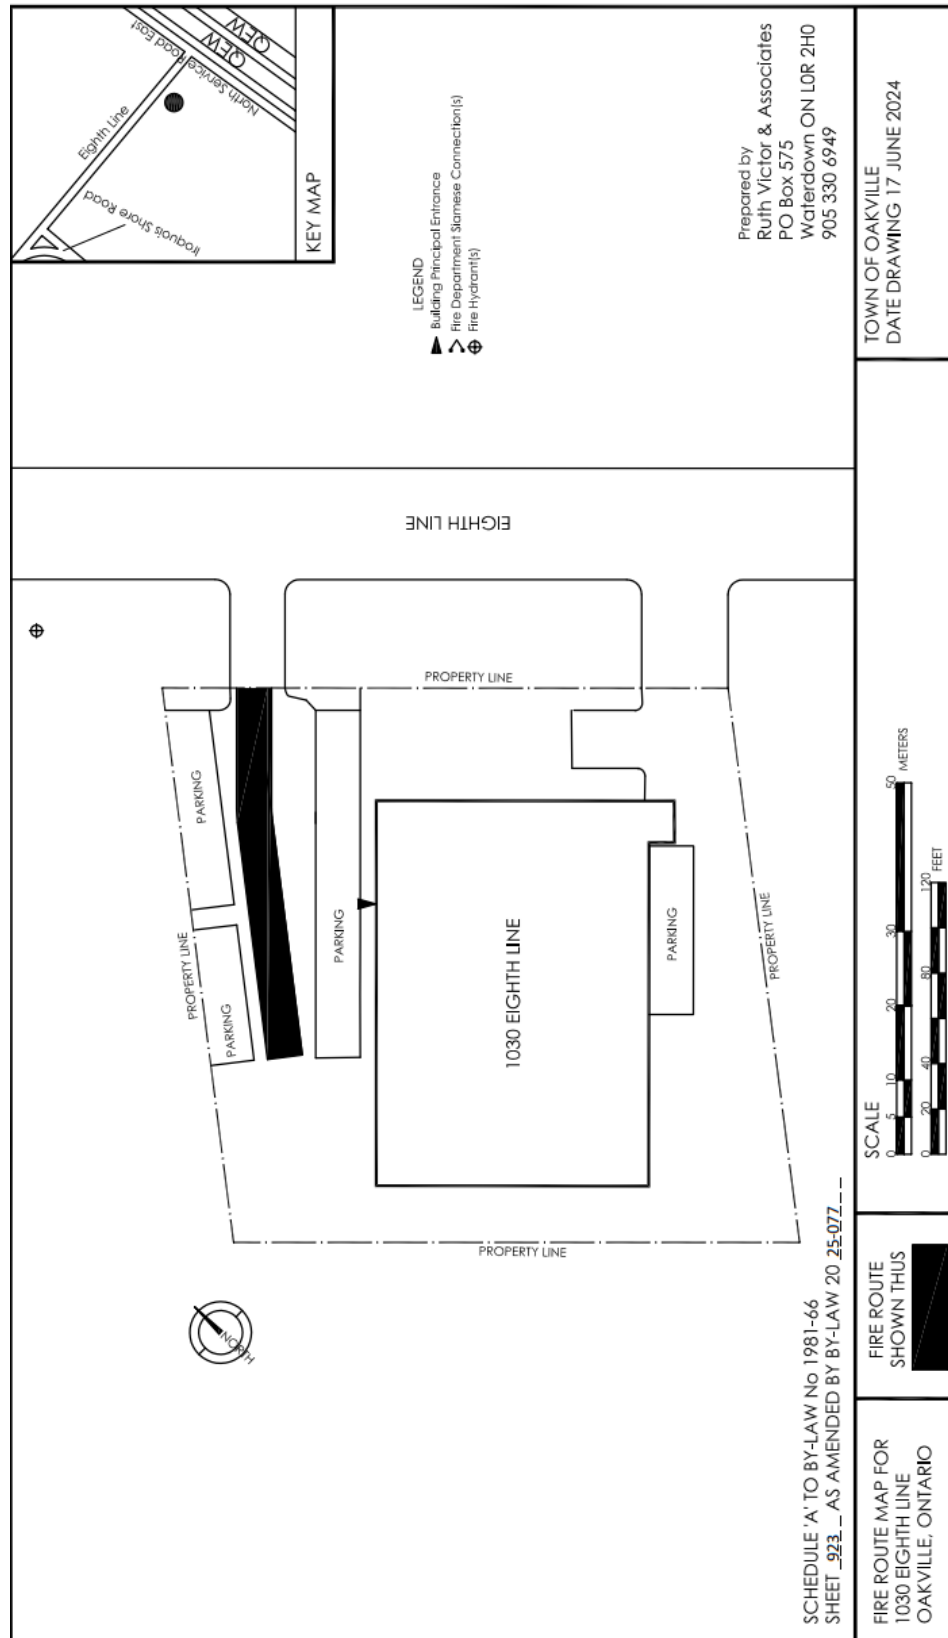 North Service Road East
QEW
QEW
Eighth Line
Iroquois Shore Road
KEY MAP
LEGEND
Building Principal Entrance
Fire Department Siamese Connection(s)
Fire Hydrant(s)
Prepared by
Ruth Victor & Associates
PO Box 575
Waterdown ON L0R 2H0
905 330 6949
EIGHTH LINE
PROPERTY LINE
PARKING
PROPERTY LINE
PARKING
PARKING
1030 EIGHTH LINE
PARKING
PROPERTY LINE
PROPERTY LINE
NORTH
SCHEDULE 'A' TO BY-LAW No 1981-66
SHEET 923 AS AMENDED BY BY-LAW 20 25-077
FIRE ROUTE MAP FOR
1030 EIGHTH LINE
OAKVILLE, ONTARIO
FIRE ROUTE
SHOWN THUS
SCALE
0 5 10 20 30 50
METERS
0 20 40 80 120
FEET
TOWN OF OAKVILLE
DATE DRAWING 17 JUNE 2024